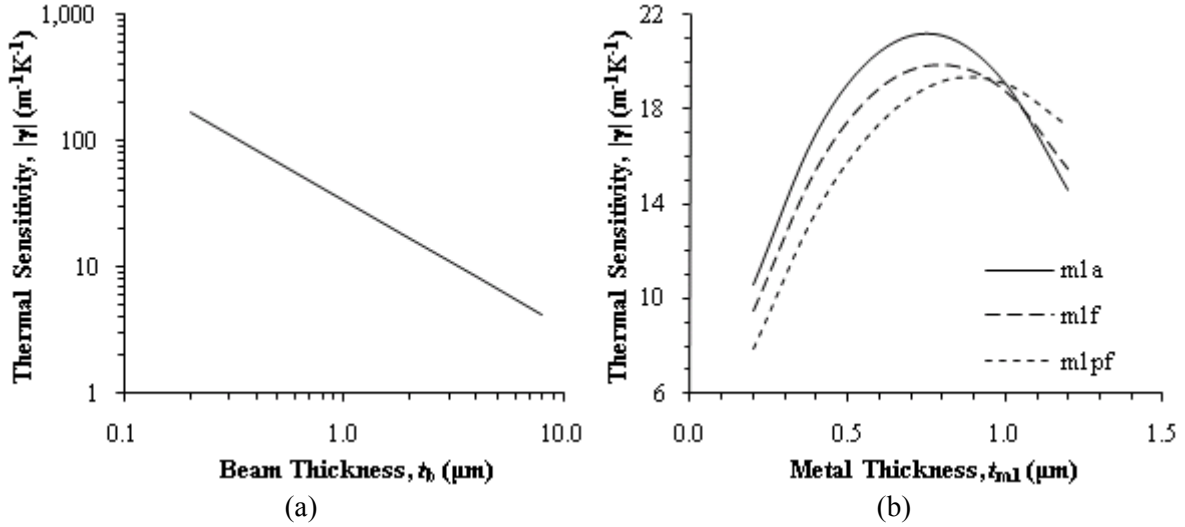 1,000
100
10
1
0.1
1.0
10.0
Thermal Sensitivity, |γ| (m⁻¹K⁻¹)
Beam Thickness, t_b (μm)
(a)
22
18
14
10
6
0.0
0.5
1.0
1.5
Thermal Sensitivity, |γ| (m⁻¹K⁻¹)
Metal Thickness, t_m1 (μm)
m1a
m1f
m1pf
(b)